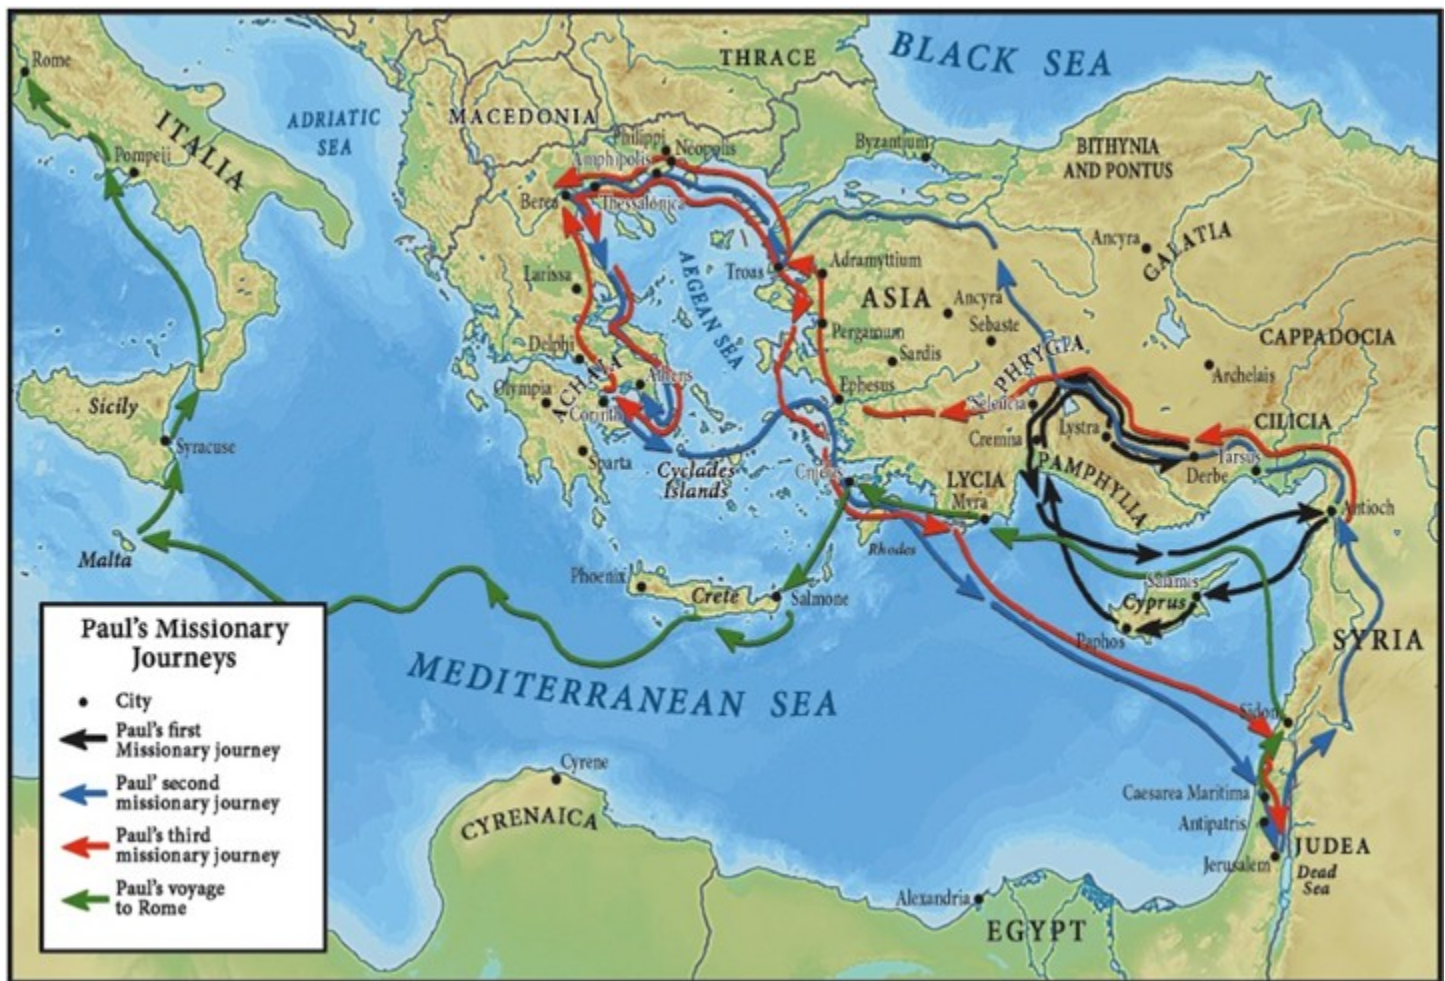 BLACK SEA
THRACE
Rome
ADRIATIC
SEA
MACEDONIA
ITALIA
Philippi
Neopolis
Amphipolis
Byzantium
BITHYNIA
AND PONTUS
Pompeii
Berea
Thessalonica
Ancyra
GALATIA
Larissa
AEGEAN SEA
Troas
Adramyttium
ASIA
Ancyra
Sebaste
Pergamum
CAPPADOCIA
Delphi
Sardis
PHRYGPA
Archelais
Sicily
Olympia
Athens
Ephesus
Corinth
Seleucia
CILICIA
Syracuse
Cremna
Lystra
Tarsus
Sparta
Cyclades
Islands
PAMPHYLIA
Derbe
LYCIA
Myra
Antioch
Malta
Rhodes
Phoenix
Crete
Salmone
Salamis
Cyprus
Paphos
SYRIA
MEDITERRANEAN SEA
Sidon
Cyrene
CYRENAICA
Caesarea Maritima
Antipatris
JUDEA
Jerusalem
Dead
Sea
Alexandria
EGYPT
Paul's Missionary
Journeys
City
Paul's first
Missionary journey
Paul' second
missionary journey
Paul's third
missionary journey
Paul's voyage
to Rome